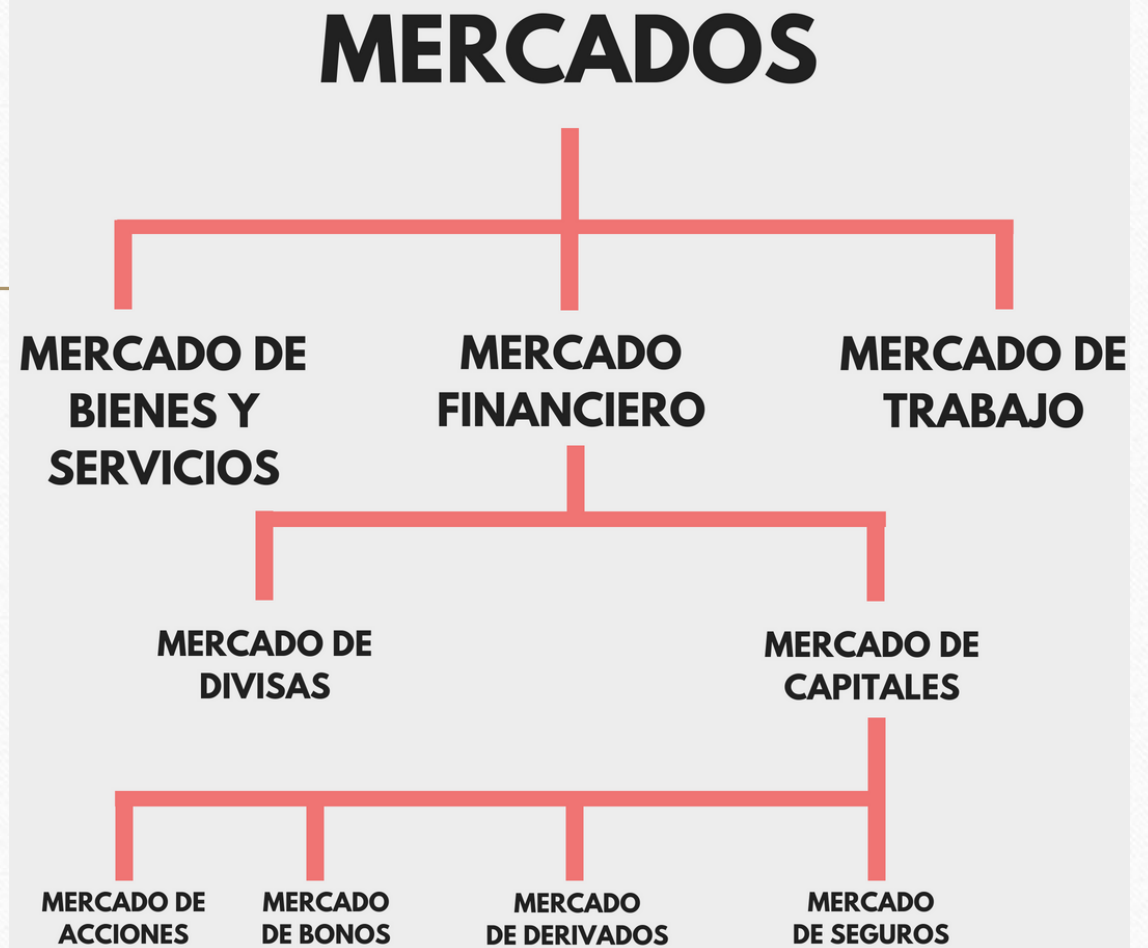 MERCADOS
MERCADO DE
BIENES Y
SERVICIOS
MERCADO
FINANCIERO
MERCADO DE
TRABAJO
MERCADO DE
DIVISAS
MERCADO DE
CAPITALES
MERCADO DE
ACCIONES
MERCADO
DE BONOS
MERCADO
DE DERIVADOS
MERCADO
DE SEGUROS